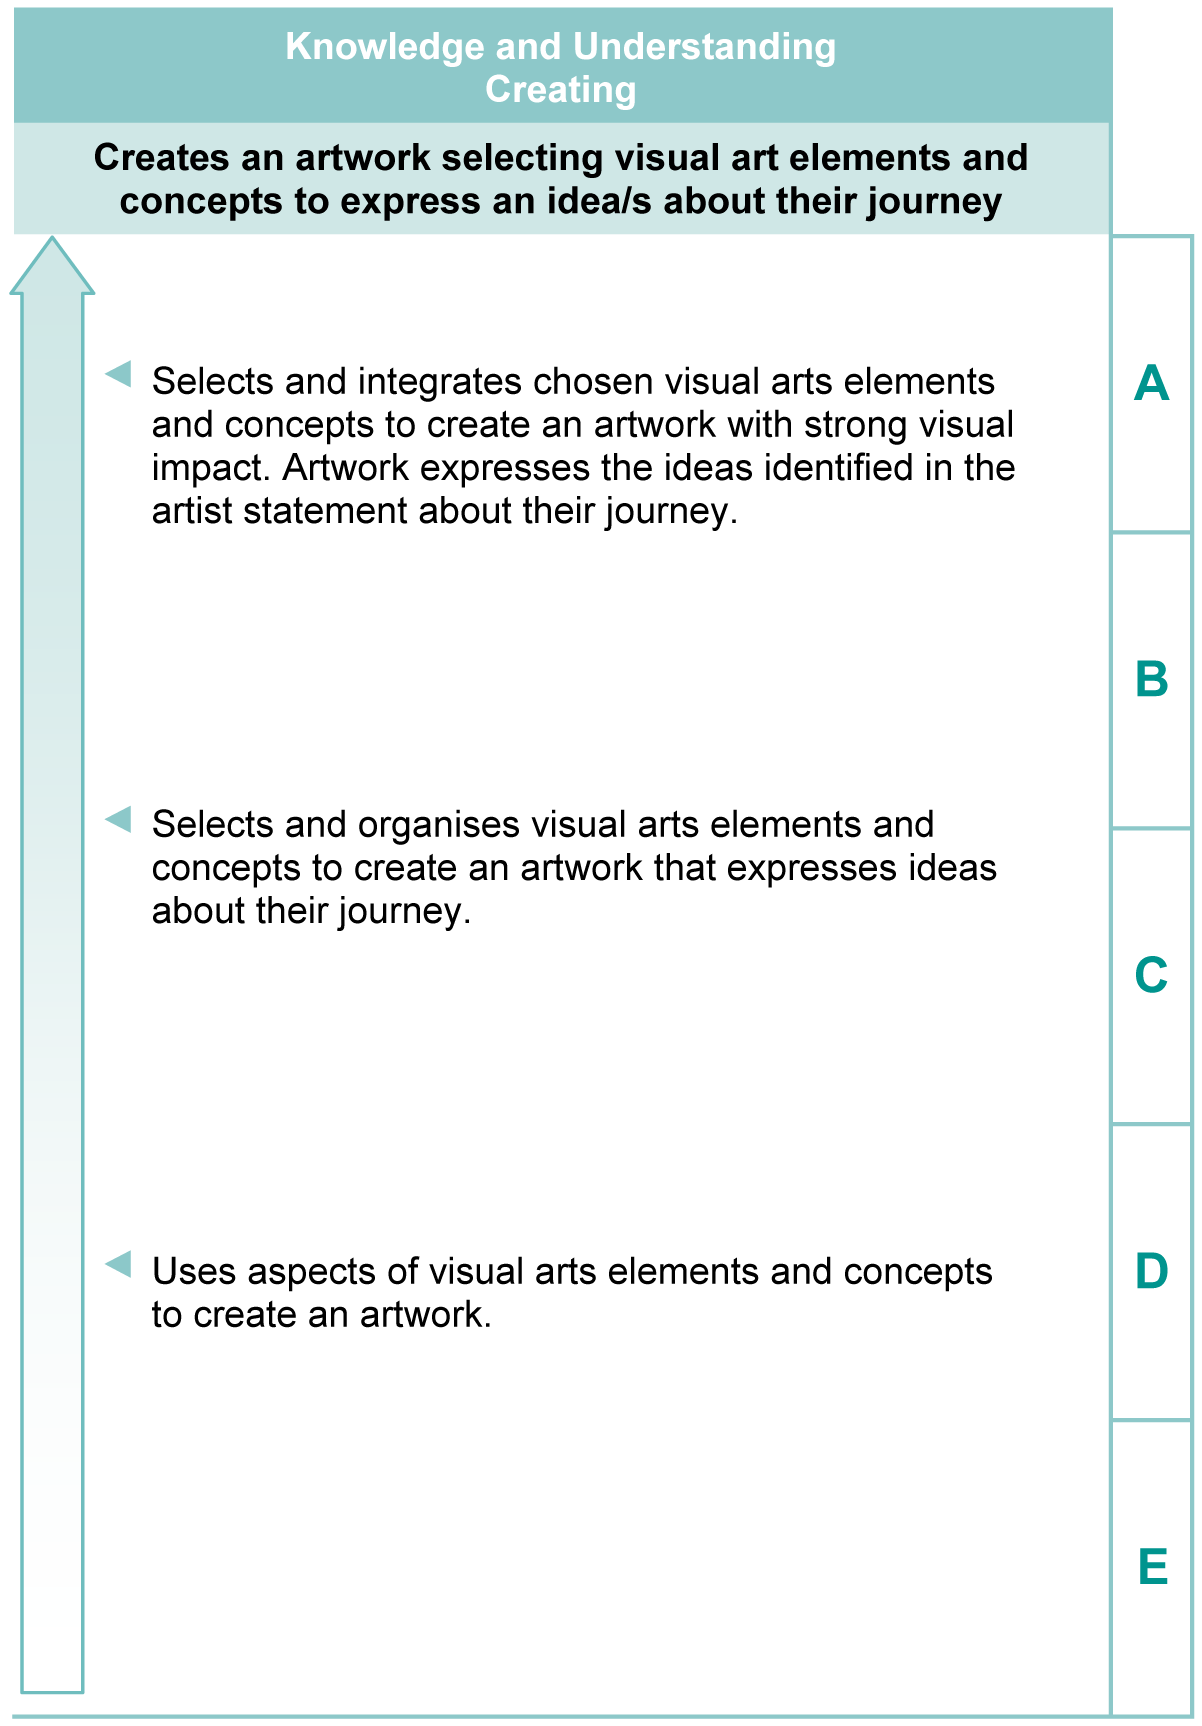 Knowledge and Understanding
Creating
Creates an artwork selecting visual art elements and
concepts to express an idea/s about their journey
Selects and integrates chosen visual arts elements
and concepts to create an artwork with strong visual
impact. Artwork expresses the ideas identified in the
artist statement about their journey.
A
B
Selects and organises visual arts elements and
concepts to create an artwork that expresses ideas
about their journey.
C
Uses aspects of visual arts elements and concepts
to create an artwork.
D
E